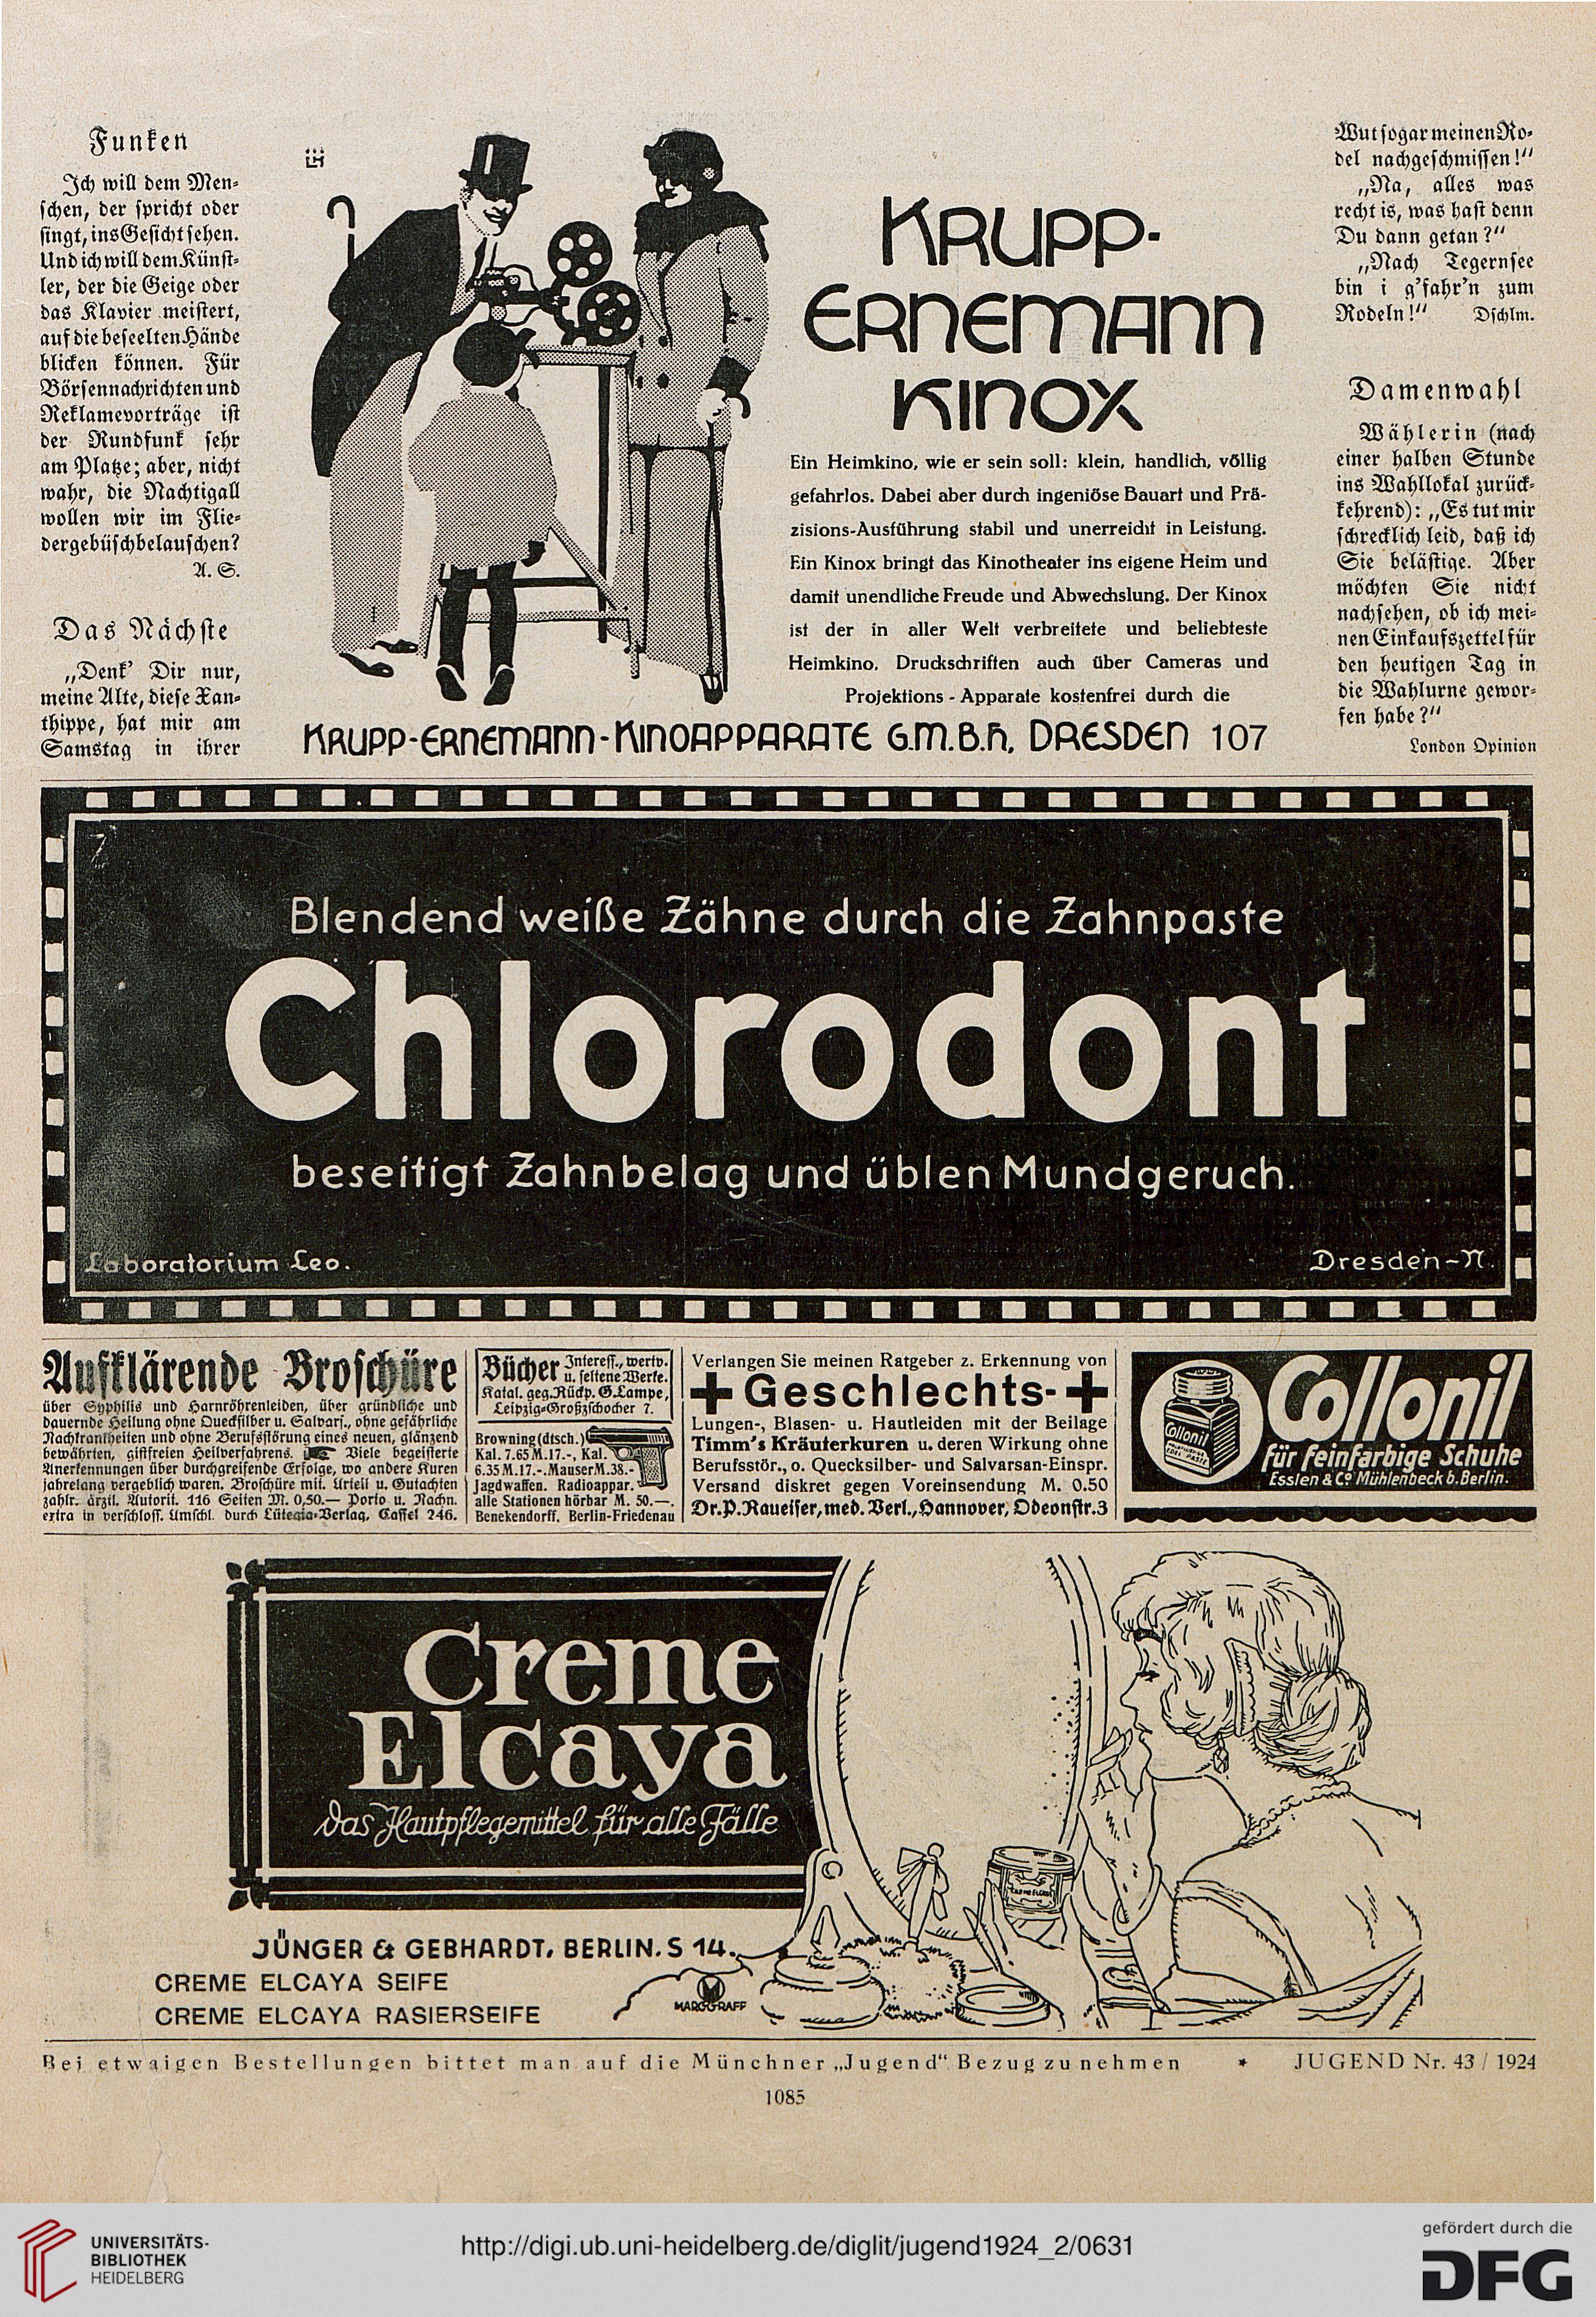 Funken
Ich will dem Men-
schen, der spricht oder
singt, ins Gesicht sehen.
Und ich will dem Künst-
ler, der die Geige oder
das Klavier meistert,
auf die beseelten Hände
blicken können. Für
Börsennachrichten und
Reklamevorträge ist
der Rundfunk sehr
am Platze; aber, nicht
wahr, die Nachtigall
wollen wir im Flie-
dergebüsch belauschen?
A. S.
Das Nächste
„Denk' Dir nur,
meine Alte, diese Xan-
thippe, hat mir am
Samstag in ihrer
KRUPP-
ERNEMANN
KINOX
Ein Heimkino, wie er sein soll: klein, handlich, völlig
gefahrlos. Dabei aber durch ingeniöse Bauart und Prä-
zisions-Ausführung stabil und unerreicht in Leistung.
Ein Kinox bringt das Kinotheater ins eigene Heim und
damit unendliche Freude und Abwechslung. Der Kinox
ist der in aller Welt verbreitete und beliebteste
Heimkino. Druckschriften auch über Cameras und
Projektions - Apparate kostenfrei durch die
KRUPP-ERNEMANN-KINOAPPARATE G.M.B.H. DRESDEN 107
Wut sogar meinen Ro-
del nachgeschmissen!"
„Na, alles was
recht is, was hast denn
Du dann getan?"
„Nach Tegernsee
bin i g'fahr'n zum
Rodeln!" Dschlm.
Damenwahl
Wählerin (nach
einer halben Stunde
ins Wahllokal zurück-
kehrend): „Es tut mir
schrecklich leid, daß ich
Sie belästige. Aber
möchten Sie nicht
nachsehen, ob ich mei-
nen Einkaufszettel für
den heutigen Tag in
die Wahlurne gewor-
fen habe?"
London Opinion
Blendend weiße Zähne durch die Zahnpaste
Chlorodont
beseitigt Zahnbelag und üblen Mundgeruch.
Laboratorium Leo. Dresden-N.
Aufklärende Broschüre
über Syphilis und Harnröhrenleiden, über gründliche und
dauernde Heilung ohne Quecksilber u. Salvars., ohne gefährliche
Nachkrankheiten und ohne Berufsstörung eines neuen, glänzend
bewährten, giftfreien Heilverfahrens. Viele begeisterte
Anerkennungen über durchgreifende Erfolge, wo andere Kuren
jahrelang vergeblich waren. Broschüre mit Urteil u. Gutachten
zahlr. ärztl. Autorit. 116 Seiten M. 0,50.— Porto u. Nachn.
extra in verschloss. Umschl. durch Lütegia-Verlag, Cassel 246.
Bücher Interess., wertv.
u. seltene Werke.
Katal. geg. Rückp. G. Lampe,
Leipzig-Großzschocher 7.
Browning (dtsch.)
Kal. 7.65 M. 17.-, Kal.
6.35 M. 17.-. Mauser M. 38.-
Jagdwaffen. Radioappar.
alle Stationen hörbar M. 50.—.
Benekendorff, Berlin-Friedenau
Verlangen Sie meinen Ratgeber z. Erkennung von
+ Geschlechts- +
Lungen-, Blasen- u. Hautleiden mit der Beilage
Timm's Kräuterkuren u. deren Wirkung ohne
Berufsstör., o. Quecksilber- und Salvarsan-Einspr.
Versand diskret gegen Voreinsendung M. 0.50
Dr. P. Raueiser, med. Verl., Hannover, Odeonstr. 3
Collonil
Collonil
für feinfarbige Schuhe
Esslen & Co Mühlenbeck b. Berlin.
Creme
Elcaya
Das Hautpflegemittel für alle Fälle
JÜNGER & GEBHARDT, BERLIN. S 14.
CREME ELCAYA SEIFE
CREME ELCAYA RASIERSEIFE
MARGGRAFF
Bei etwaigen Bestellungen bittet man auf die Münchner „Jugend" Bezug zu nehmen * JUGEND Nr. 43 / 1924
1085
UNIVERSITÄTS-
BIBLIOTHEK
HEIDELBERG
http://digi.ub.uni-heidelberg.de/diglit/jugend1924_2/0631
gefördert durch die
DFG